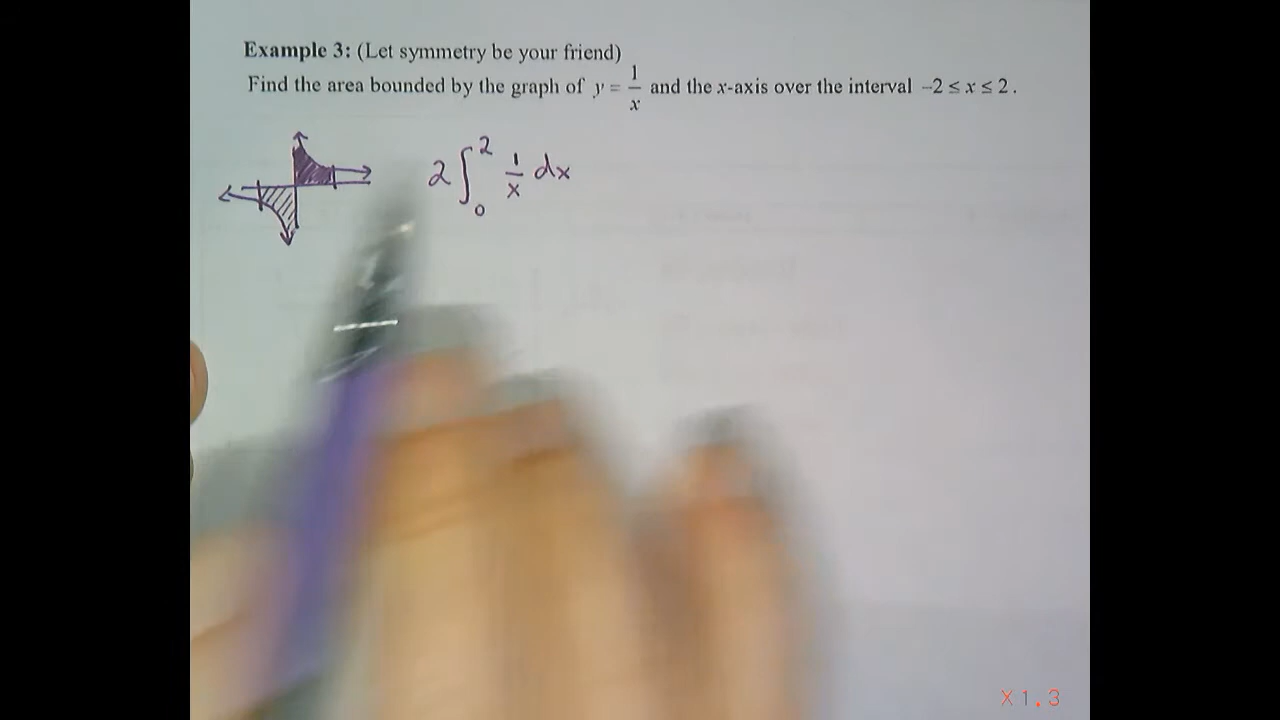 Example 3: (Let symmetry be your friend)
Find the area bounded by the graph of y = 1/x and the x-axis over the interval −2 ≤ x ≤ 2.
2 ∫₀² 1/x dx
X1.3